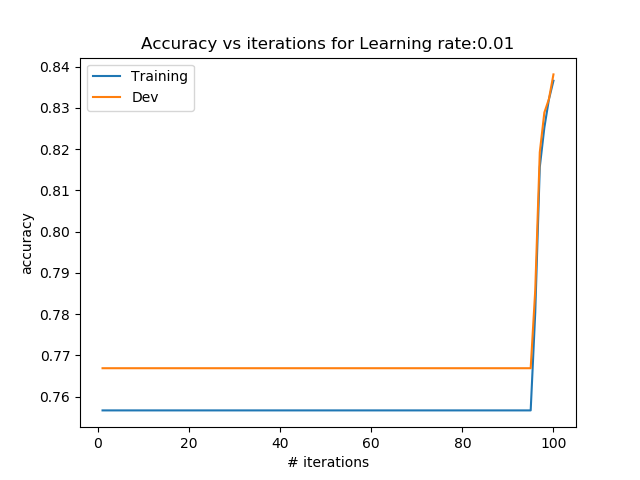 Accuracy vs iterations for Learning rate:0.01
Training
Dev
0.84
0.83
0.82
0.81
0.80
0.79
0.78
0.77
0.76
accuracy
0 20 40 60 80 100
# iterations